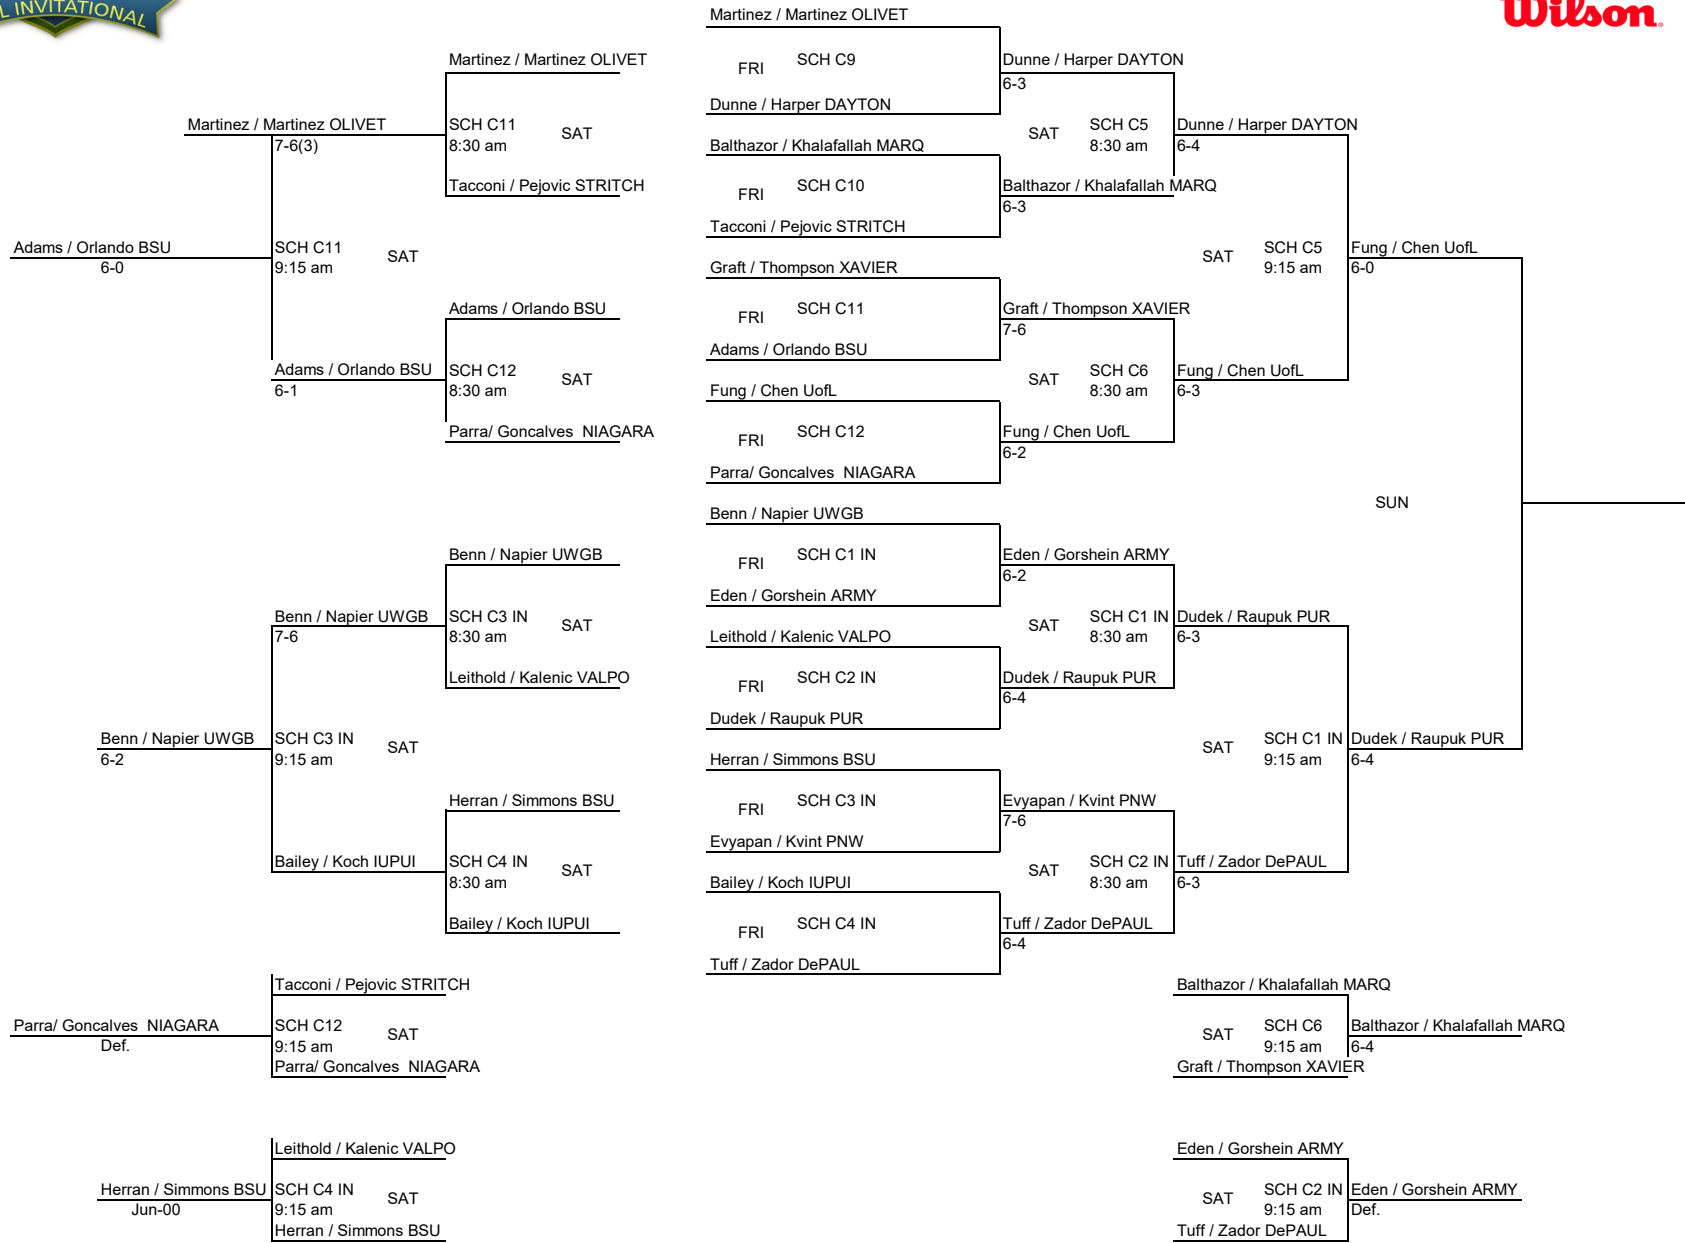 L INVITATIONAL
Wilson
Martinez / Martinez OLIVET
Martinez / Martinez OLIVET
SCH C9
Dunne / Harper DAYTON
FRI
6-3
Dunne / Harper DAYTON
Martinez / Martinez OLIVET
SCH C11
SAT
SAT
SCH C5
Dunne / Harper DAYTON
7-6(3)
8:30 am
Balthazor / Khalafallah MARQ
8:30 am
6-4
Tacconi / Pejovic STRITCH
FRI
SCH C10
Balthazor / Khalafallah MARQ
6-3
Tacconi / Pejovic STRITCH
Adams / Orlando BSU
SCH C11
SAT
SAT
SCH C5
Fung / Chen UofL
6-0
9:15 am
Graft / Thompson XAVIER
9:15 am
6-0
Adams / Orlando BSU
FRI
SCH C11
Graft / Thompson XAVIER
7-6
Adams / Orlando BSU
Adams / Orlando BSU
SCH C12
SAT
SAT
SCH C6
Fung / Chen UofL
6-1
8:30 am
Fung / Chen UofL
8:30 am
6-3
Parra/ Goncalves  NIAGARA
FRI
SCH C12
Fung / Chen UofL
6-2
Parra/ Goncalves  NIAGARA
SUN
Benn / Napier UWGB
Benn / Napier UWGB
FRI
SCH C1 IN
Eden / Gorshein ARMY
6-2
Eden / Gorshein ARMY
Benn / Napier UWGB
SCH C3 IN
SAT
SAT
SCH C1 IN
Dudek / Raupuk PUR
7-6
8:30 am
Leithold / Kalenic VALPO
8:30 am
6-3
Leithold / Kalenic VALPO
FRI
SCH C2 IN
Dudek / Raupuk PUR
6-4
Dudek / Raupuk PUR
Benn / Napier UWGB
SCH C3 IN
SAT
SAT
SCH C1 IN
Dudek / Raupuk PUR
6-2
9:15 am
Herran / Simmons BSU
9:15 am
6-4
Herran / Simmons BSU
FRI
SCH C3 IN
Evyapan / Kvint PNW
7-6
Evyapan / Kvint PNW
Bailey / Koch IUPUI
SCH C4 IN
SAT
SAT
SCH C2 IN
Tuff / Zador DePAUL
8:30 am
Bailey / Koch IUPUI
8:30 am
6-3
Bailey / Koch IUPUI
FRI
SCH C4 IN
Tuff / Zador DePAUL
6-4
Tuff / Zador DePAUL
Tacconi / Pejovic STRITCH
Balthazor / Khalafallah MARQ
Parra/ Goncalves  NIAGARA
SCH C12
SAT
SAT
SCH C6
Balthazor / Khalafallah MARQ
Def.
9:15 am
9:15 am
6-4
Parra/ Goncalves  NIAGARA
Graft / Thompson XAVIER
Leithold / Kalenic VALPO
Eden / Gorshein ARMY
Herran / Simmons BSU
SCH C4 IN
SAT
SAT
SCH C2 IN
Eden / Gorshein ARMY
Jun-00
9:15 am
9:15 am
Def.
Herran / Simmons BSU
Tuff / Zador DePAUL